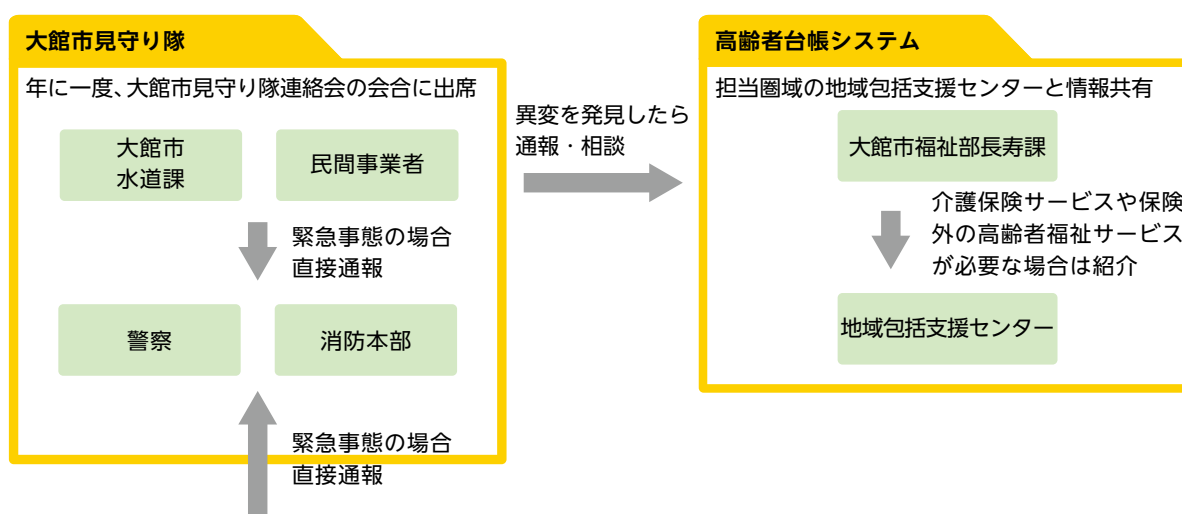 大館市見守り隊
年に一度、大館市見守り隊連絡会の会合に出席
大館市
水道課
民間事業者
緊急事態の場合
直接通報
警察
消防本部
緊急事態の場合
直接通報
異変を発見したら
通報・相談
高齢者台帳システム
担当圏域の地域包括支援センターと情報共有
大館市福祉部長寿課
介護保険サービスや保険
外の高齢者福祉サービス
が必要な場合は紹介
地域包括支援センター